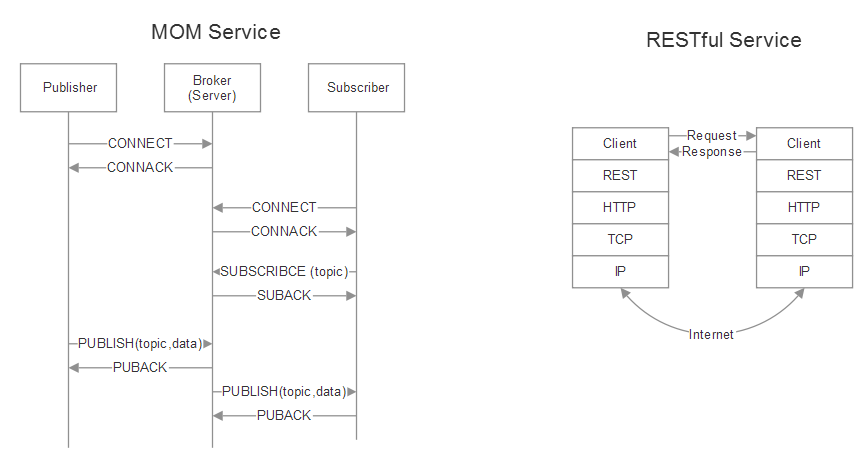 MOM Service
Publisher
Broker
(Server)
Subscriber
CONNECT
CONNACK
CONNECT
CONNACK
SUBSCRIBCE (topic)
SUBACK
PUBLISH(topic,data)
PUBACK
PUBLISH(topic,data)
PUBACK
RESTful Service
Request
Response
Client
REST
HTTP
TCP
IP
Client
REST
HTTP
TCP
IP
Internet